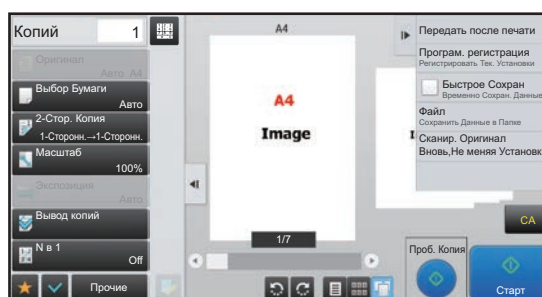 Копий 1
Оригинал
Авто A4
Выбор Бумаги
Авто
2-Стор. Копия
1-Сторонн.→1-Сторонн.
Масштаб
100%
Экспозиция
Авто
Вывод копий
N в 1
Off
Прочие
A4
A4
Image
I
1/7
Передать после печати
Програм. регистрация
Регистрировать Тек. Установки
Быстрое Сохран
Временно Сохран. Данные
Файл
Сохранить Данные в Папке
Сканир. Оригинал
Вновь,Не меняя Установк
CA
Проб. Копия
Старт